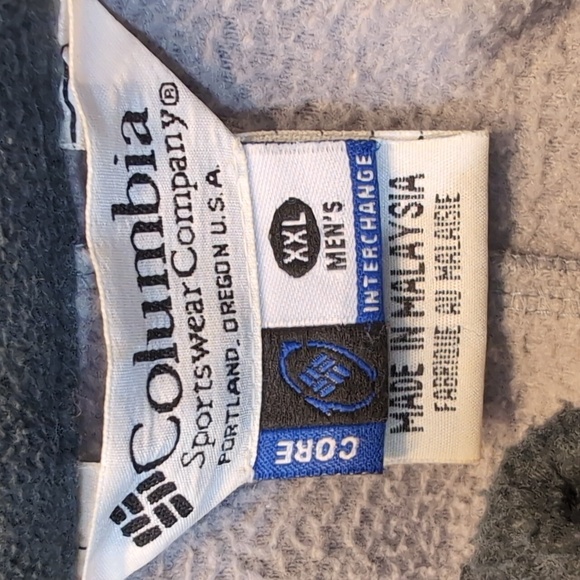 Columbia
Sportswear Company®
PORTLAND, OREGON U.S.A.
XXL
MEN'S
CORE
INTERCHANGE
MADE IN MALAYSIA
FABRIQUE AU MALAISIE